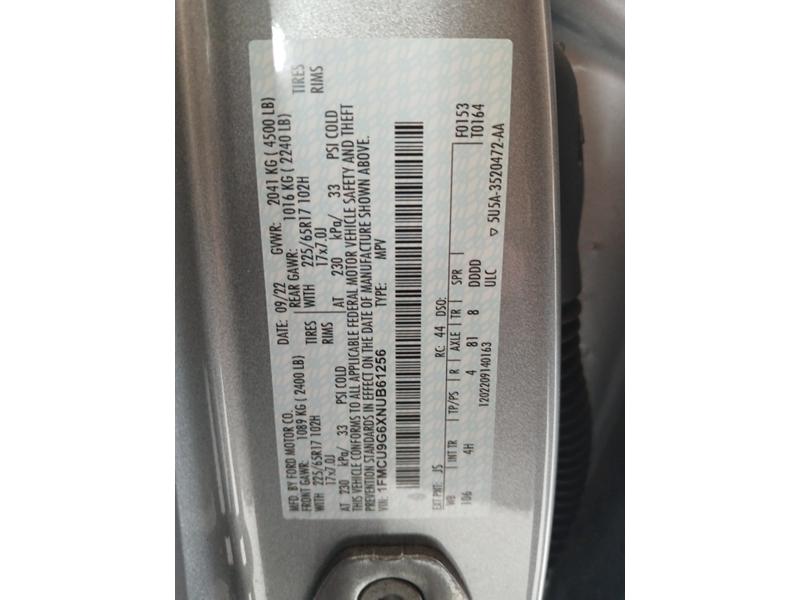 MFD. BY FORD MOTOR CO. DATE: 09/22 GVWR: 2041 KG ( 4500 LB)
FRONT GAWR: 1089 KG ( 2400 LB) REAR GAWR: 1016 KG ( 2240 LB)
WITH 225/65R17 102H TIRES WITH 225/65R17 102H TIRES
17x7.0J RIMS 17x7.0J RIMS
AT 230 kPa/ 33 PSI COLD AT 230 kPa/ 33 PSI COLD
THIS VEHICLE CONFORMS TO ALL APPLICABLE FEDERAL MOTOR VEHICLE SAFETY AND THEFT
PREVENTION STANDARDS IN EFFECT ON THE DATE OF MANUFACTURE SHOWN ABOVE.
VIN: 1FMCU9G6XNUB61256 TYPE: MPV
F0153
T0164
EXT PNT: JS RC: 44 DSO:
WB INT TR TP/PS R AXLE TR SPR
106 4H 4 81 8 DDDD
1202209140163 ULC
▽ 5U5A-3520472-AA